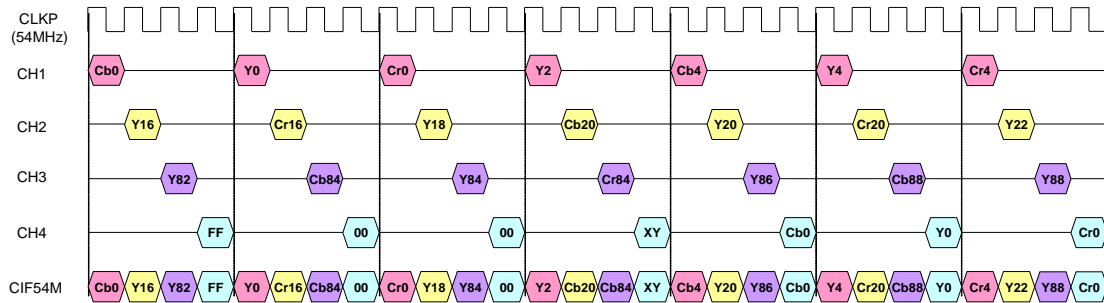 CLKP
(54MHz)
CH1 Cb0 Y0 Cr0 Y2 Cb4 Y4 Cr4
CH2 Y16 Cr16 Y18 Cb20 Y20 Cr20 Y22
CH3 Y82 Cb84 Y84 Cr84 Y86 Cb88 Y88
CH4 FF 00 00 XY Cb0 Y0 Cr0
CIF54M Cb0 Y16 Y82 FF Y0 Cr16 Cb84 00 Cr0 Y18 Y84 00 Y2 Cb20 Cb84 XY Cb4 Y20 Y86 Cb0 Y4 Cr20 Cb88 Y0 Cr4 Y22 Y88 Cr0